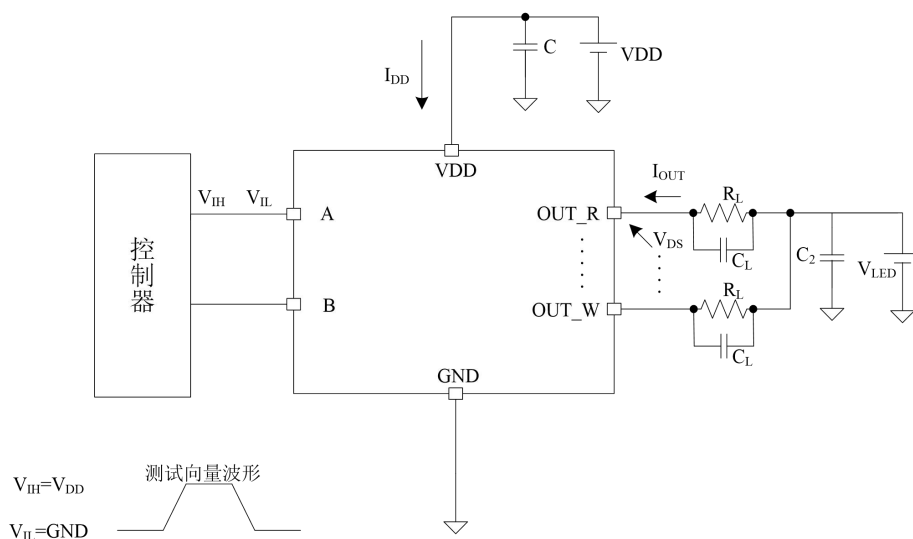 C
VDD
I_DD
VDD
V_IH
V_IL
A
OUT_R
I_OUT
R_L
控制器
V_DS
C_L
C_2
V_LED
R_L
B
OUT_W
C_L
GND
测试向量波形
V_IH=V_DD
V_IL=GND